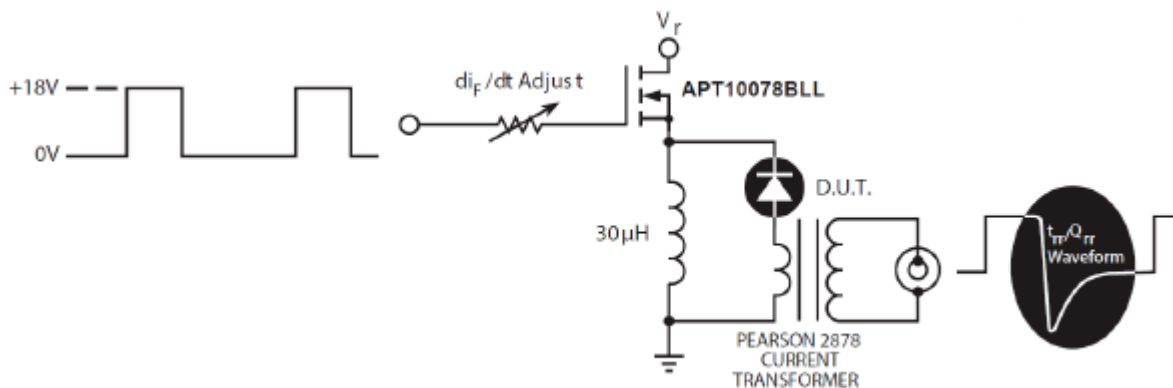 V_r
+18V
di_F/dt Adjust
APT10078BLL
0V
D.U.T.
30μH
t_rr/Q_rr
Waveform
PEARSON 2878
CURRENT
TRANSFORMER